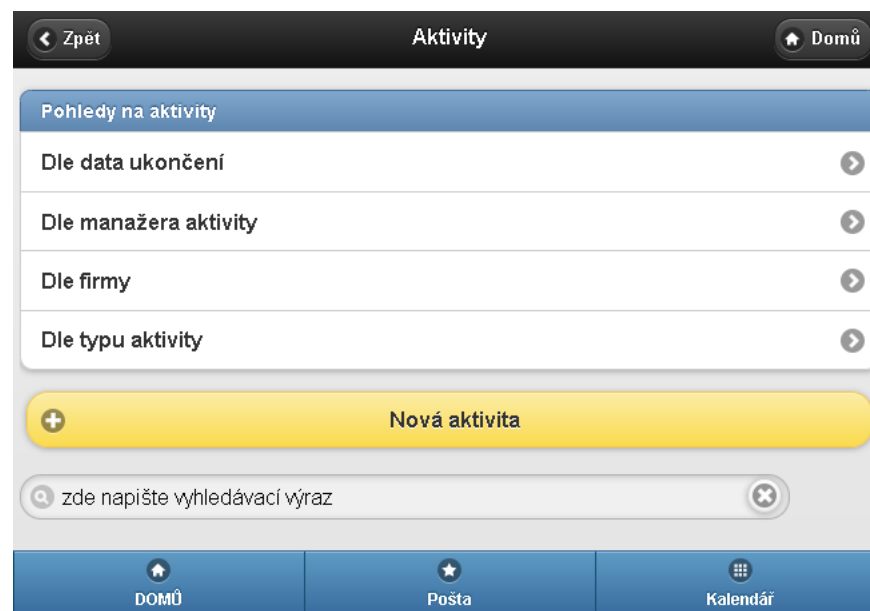 Zpět
Aktivity
Domů
Pohledy na aktivity
Dle data ukončení
Dle manažera aktivity
Dle firmy
Dle typu aktivity
Nová aktivita
zde napište vyhledávací výraz
DOMŮ
Pošta
Kalendář